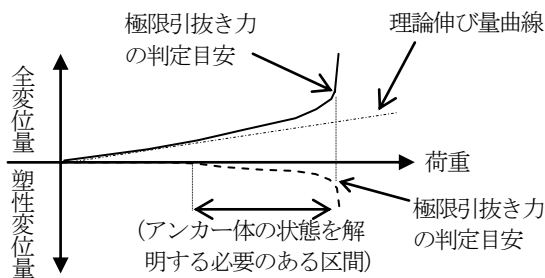 極限引抜き力
の判定目安
理論伸び量曲線
全変位量
荷重
塑性変位量
極限引抜き力
の判定目安
(アンカー体の状態を解
明する必要のある区間)